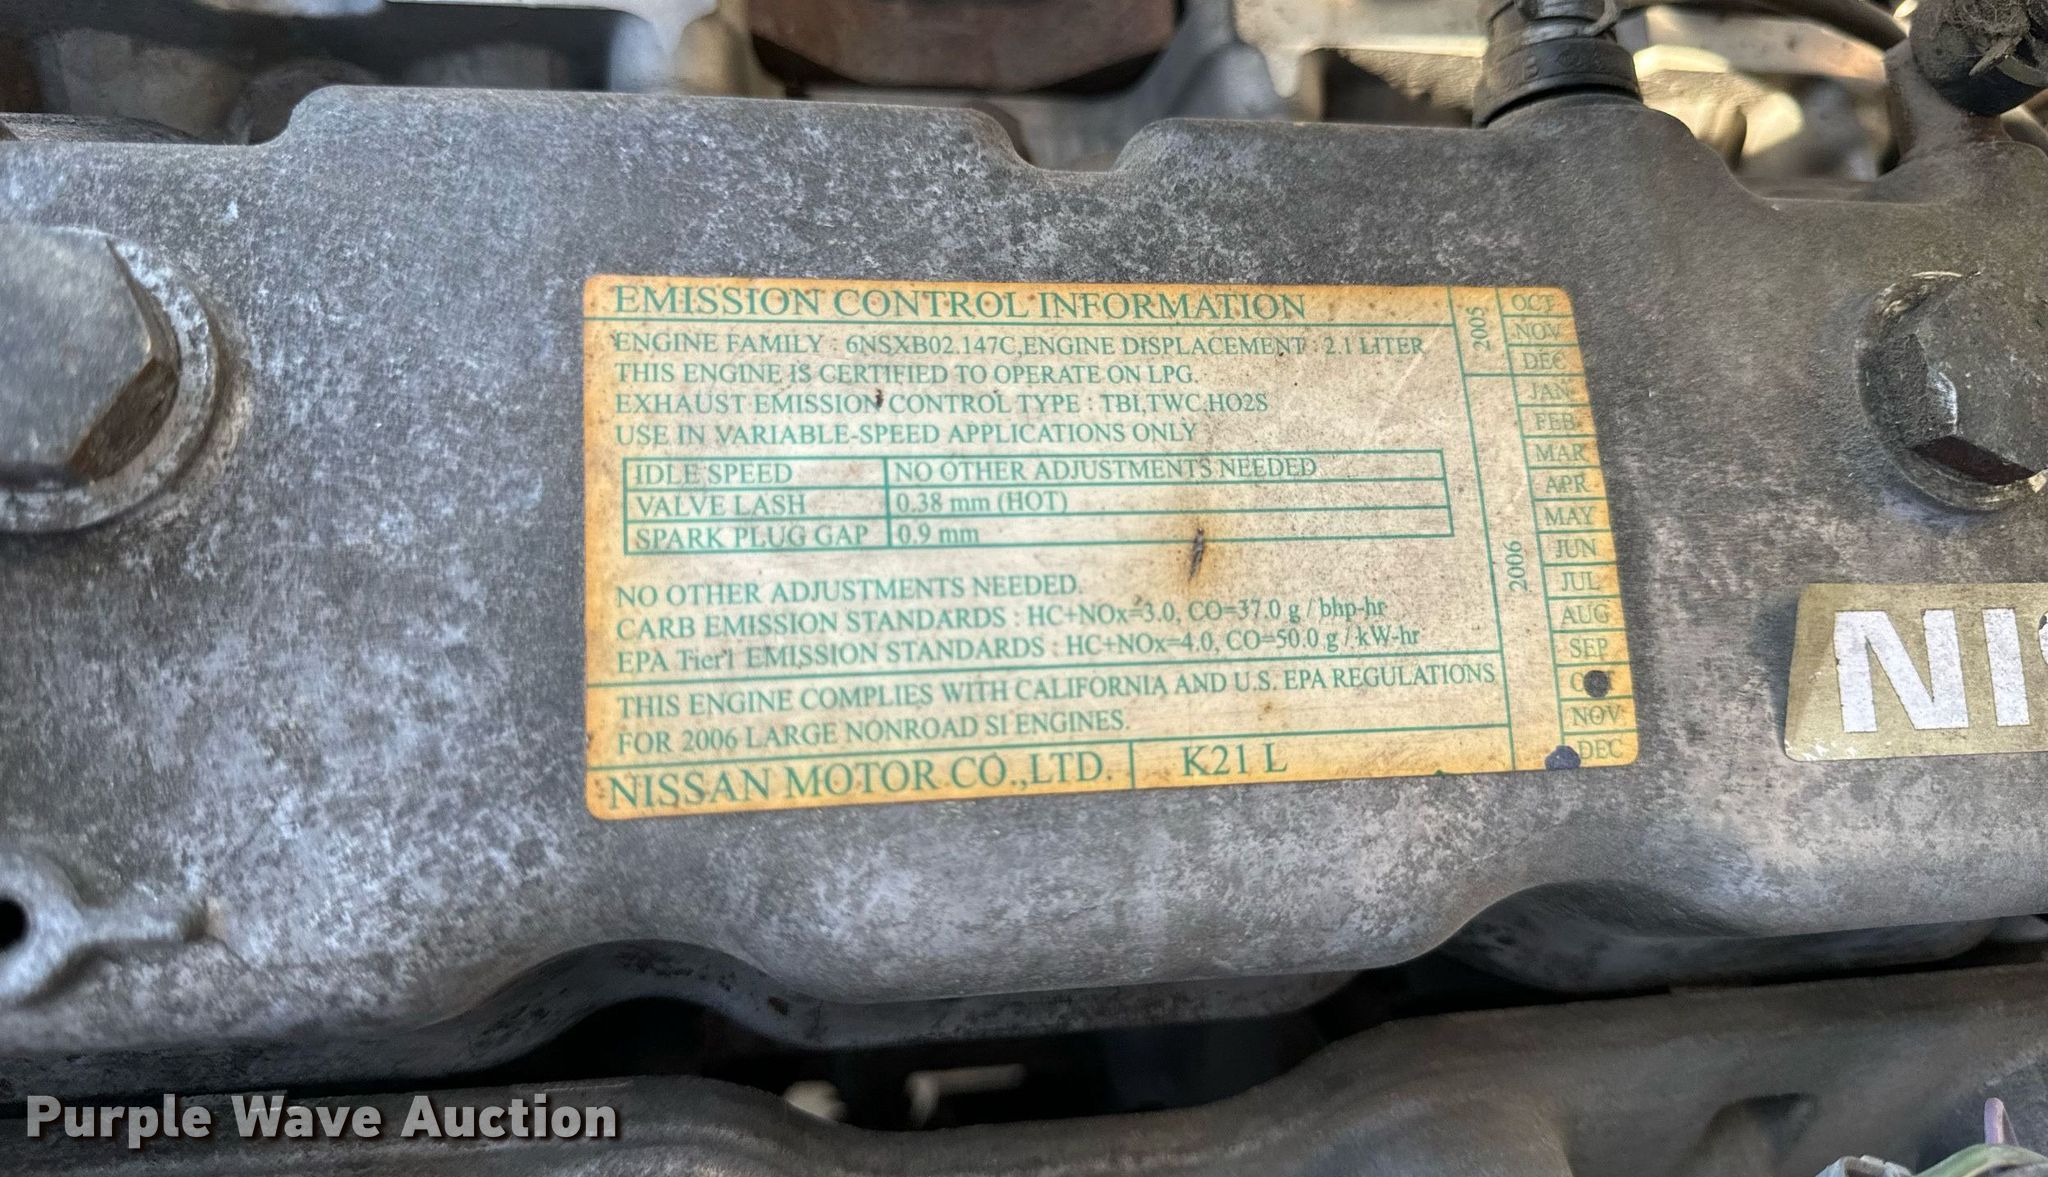 EMISSION CONTROL INFORMATION
ENGINE FAMILY : 6NSXB02.147C,ENGINE DISPLACEMENT : 2.1 LITER
THIS ENGINE IS CERTIFIED TO OPERATE ON LPG.
EXHAUST EMISSION CONTROL TYPE : TBI,TWC,HO2S
USE IN VARIABLE-SPEED APPLICATIONS ONLY
IDLE SPEED NO OTHER ADJUSTMENTS NEEDED
VALVE LASH 0.38 mm (HOT)
SPARK PLUG GAP 0.9 mm
NO OTHER ADJUSTMENTS NEEDED.
CARB EMISSION STANDARDS : HC+NOx=3.0, CO=37.0 g / bhp-hr
EPA Tier1 EMISSION STANDARDS : HC+NOx=4.0, CO=50.0 g / kW-hr
THIS ENGINE COMPLIES WITH CALIFORNIA AND U.S. EPA REGULATIONS
FOR 2006 LARGE NONROAD SI ENGINES.
NISSAN MOTOR CO.,LTD. K21 L
2005
OCT
NOV
DEC
2006
JAN
FEB
MAR
APR
MAY
JUN
JUL
AUG
SEP
NOV
DEC
NIS
Purple Wave Auction